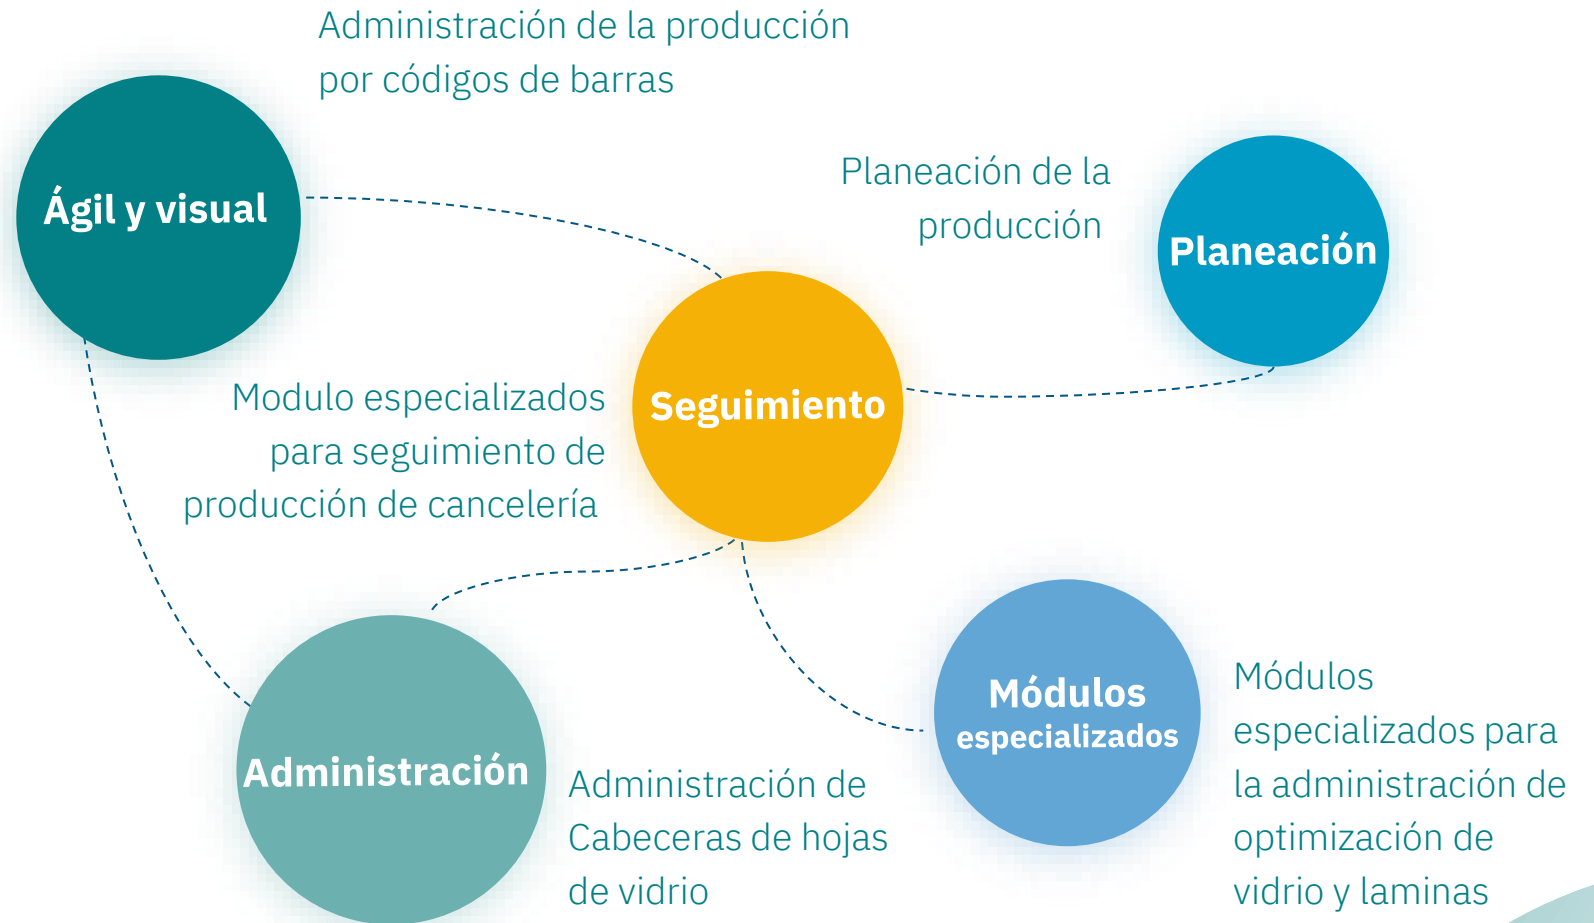 Administración de la producción
por códigos de barras
Ágil y visual
Planeación de la
producción
Planeación
Modulo especializados
para seguimiento de
producción de cancelería
Seguimiento
Administración
Administración de
Cabeceras de hojas
de vidrio
Módulos
especializados
Módulos
especializados para
la administración de
optimización de
vidrio y laminas